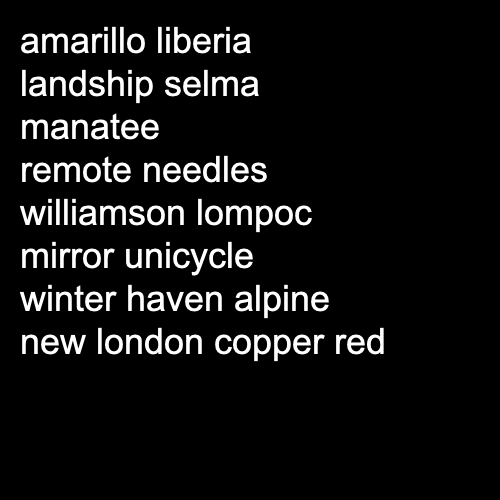 amarillo liberia
landship selma
manatee
remote needles
williamson lompoc
mirror unicycle
winter haven alpine
new london copper red